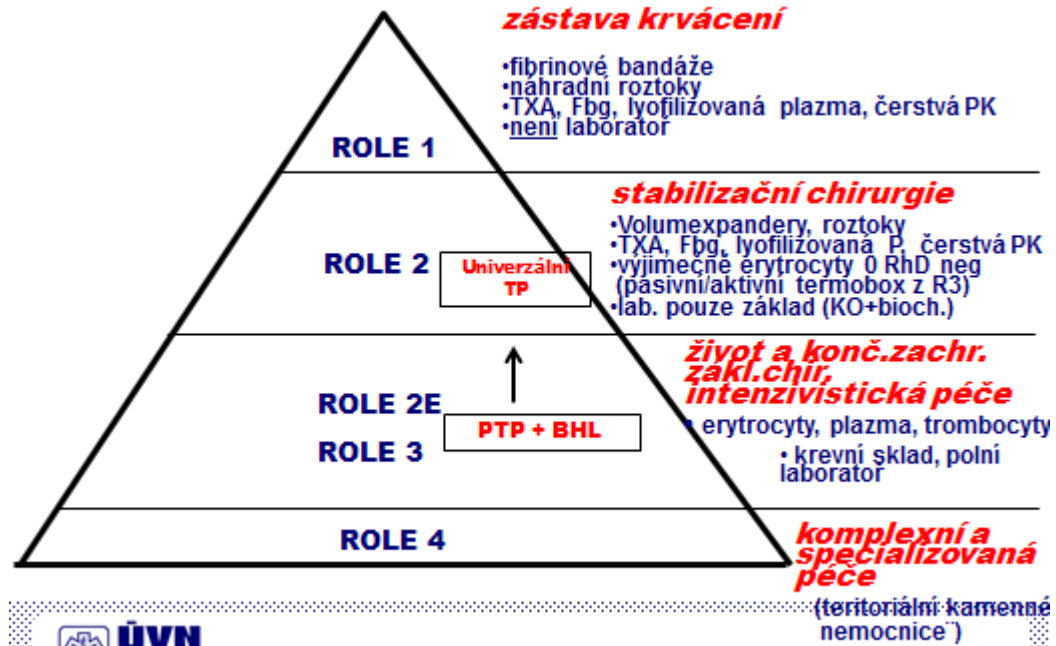 zástava krvácení
•fibrinové bandáže
•náhradní roztoky
•TXA, Fbg, lyofilizovaná plazma, čerstvá PK
•není laboratoř
ROLE 1
stabilizační chirurgie
•Volumexpandery, roztoky
•TXA, Fbg, lyofilizovaná P, čerstvá PK
•výjimečně erytrocyty 0 RhD neg
(pasivní/aktivní termobox z R3)
•lab. pouze základ (KO+bioch.)
ROLE 2
Univerzální
TP
život a konč.zachr.
zákl.chir.
intenzivistická péče
• erytrocyty, plazma, trombocyty
• krevní sklad, polní
laboratoř
ROLE 2E
PTP + BHL
ROLE 3
ROLE 4
komplexní a
specializovaná
péče
(teritoriální kamenné
nemocnice¨)
ÚVN